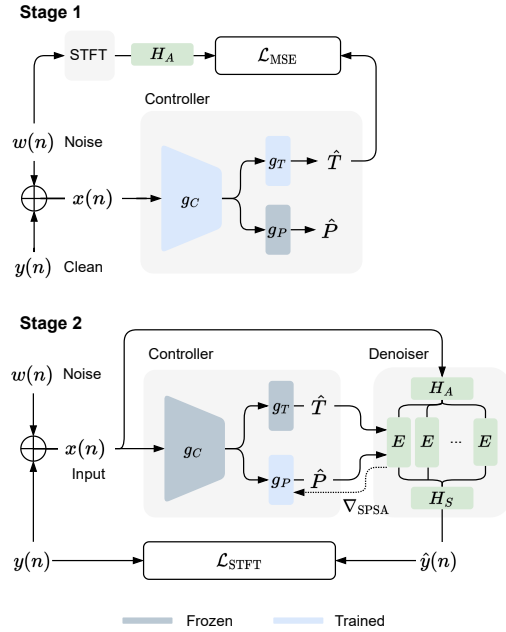 Stage 1
STFT
H_A
ℒ_MSE
Controller
w(n) Noise
g_T
T̂
x(n)
g_C
g_P
P̂
y(n) Clean
Stage 2
Controller
Denoiser
w(n) Noise
H_A
g_T
T̂
x(n)
Input
g_C
E
E
...
E
g_P
P̂
∇_SPSA
H_S
y(n)
ℒ_STFT
ŷ(n)
Frozen
Trained